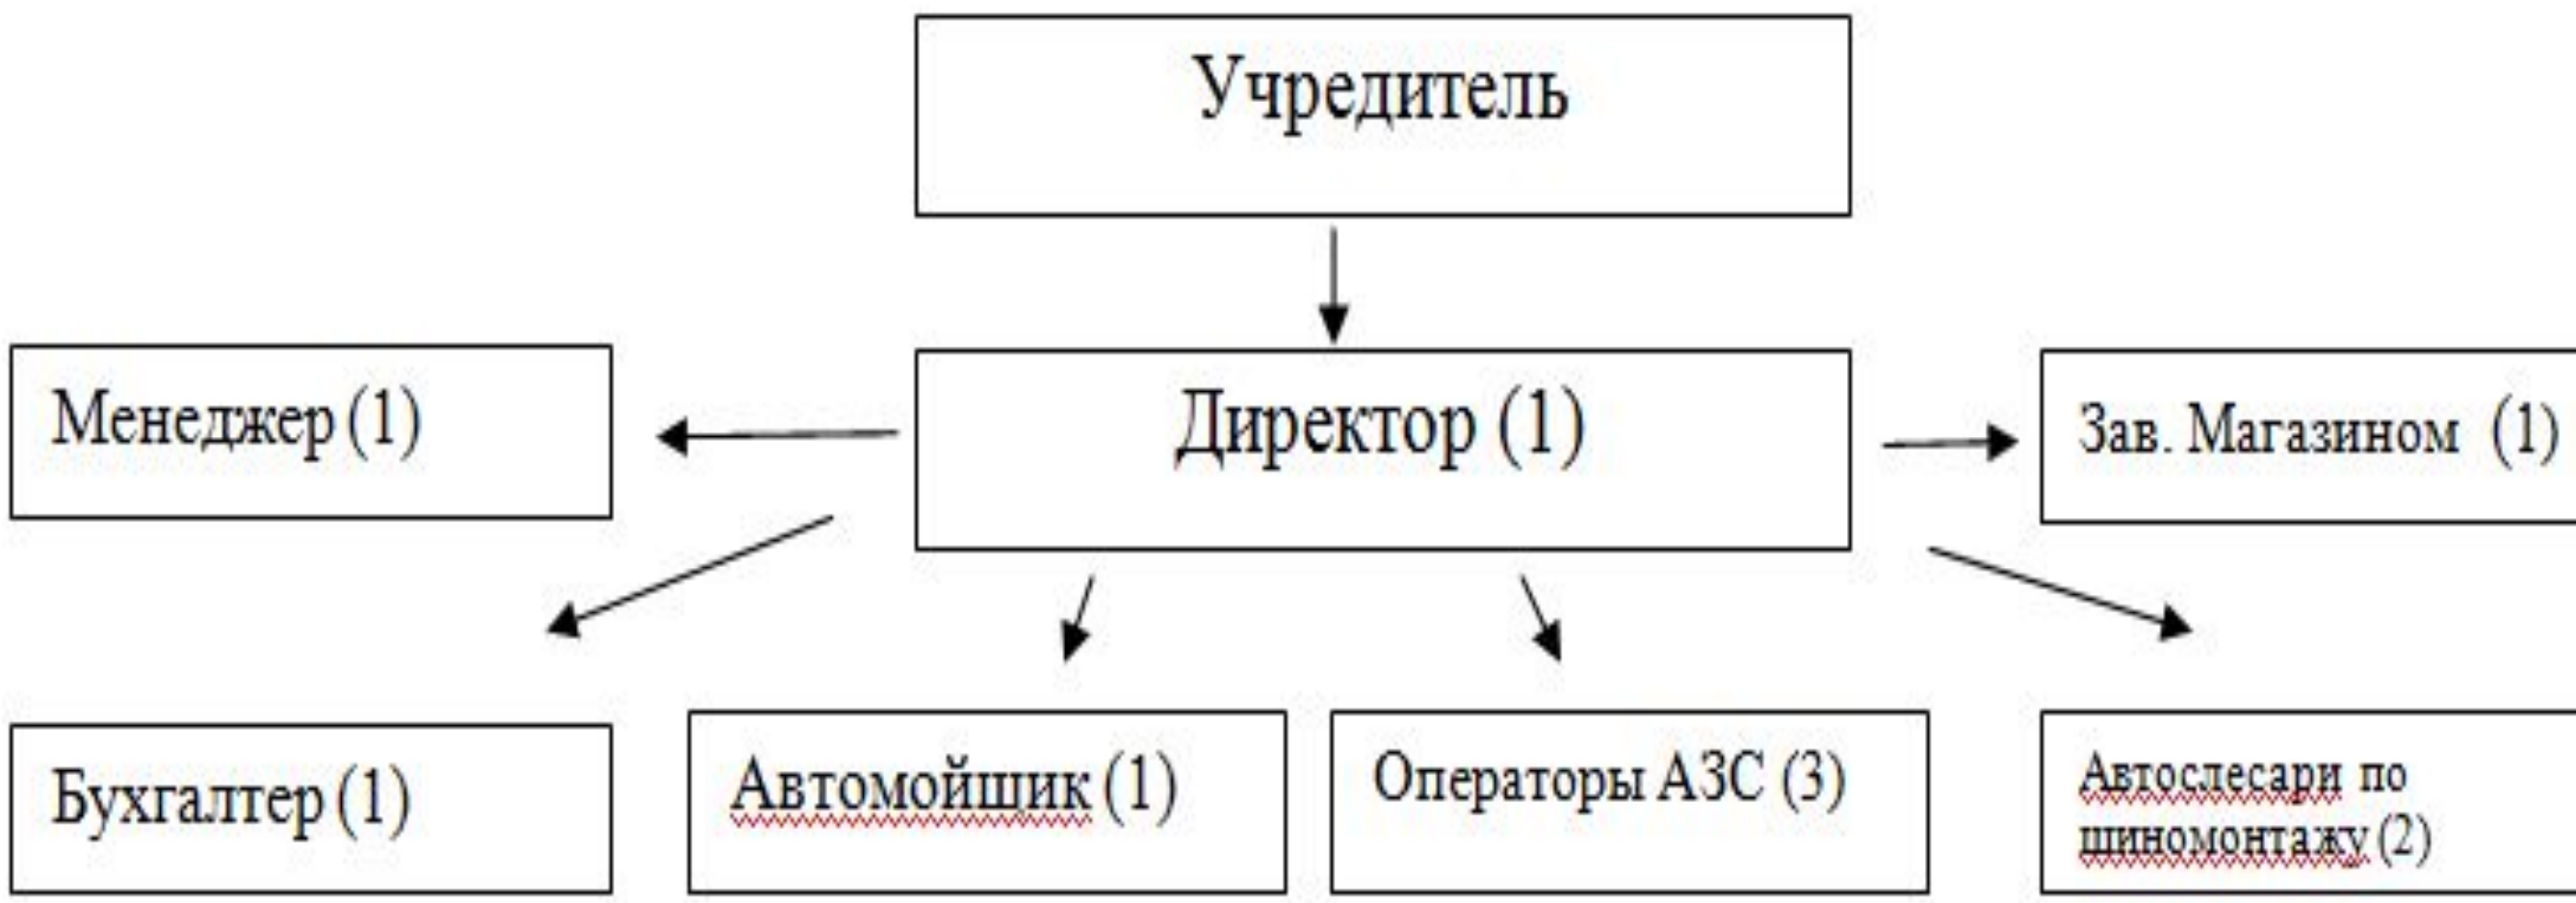 Учредитель
Менеджер (1)
Директор (1)
Зав. Магазином (1)
Бухгалтер (1)
Автомойщик (1)
Операторы АЗС (3)
Автослесари по
шиномонтажу (2)